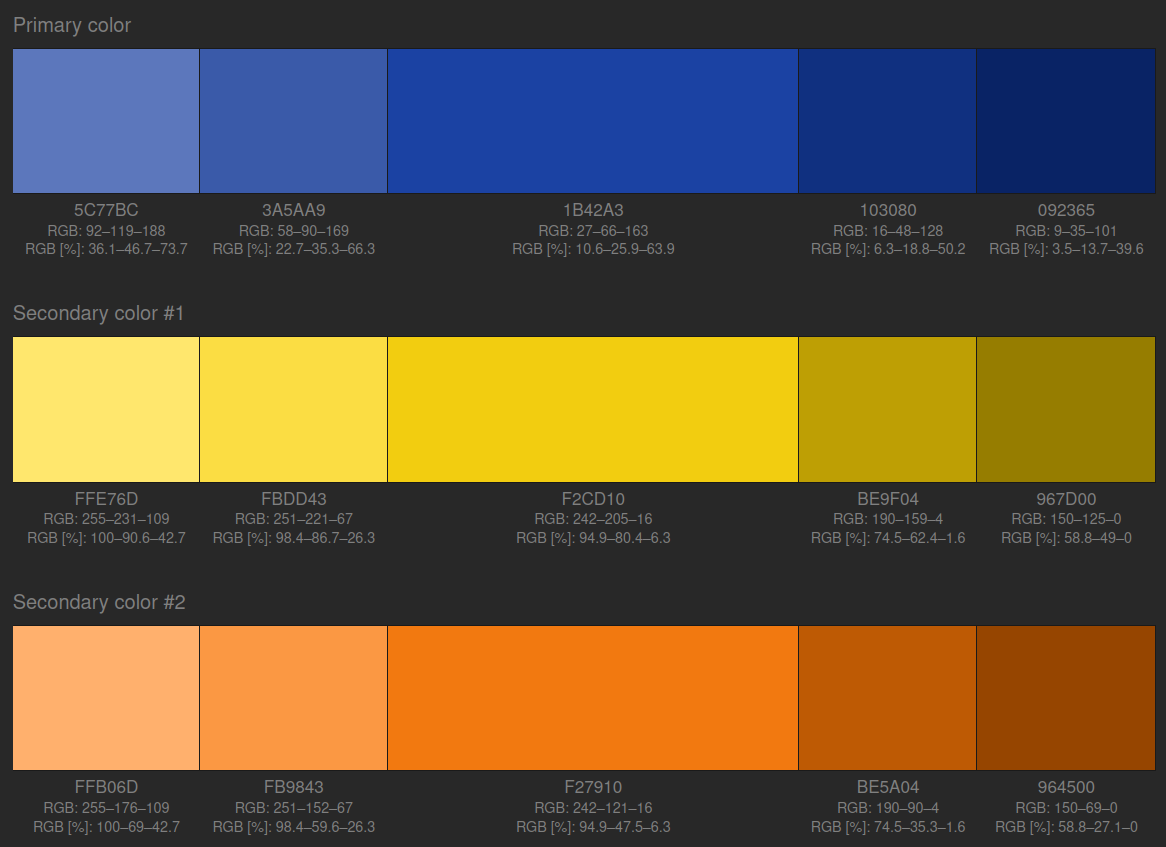 Primary color
5C77BC
RGB: 92–119–188
RGB [%]: 36.1–46.7–73.7
3A5AA9
RGB: 58–90–169
RGB [%]: 22.7–35.3–66.3
1B42A3
RGB: 27–66–163
RGB [%]: 10.6–25.9–63.9
103080
RGB: 16–48–128
RGB [%]: 6.3–18.8–50.2
092365
RGB: 9–35–101
RGB [%]: 3.5–13.7–39.6
Secondary color #1
FFE76D
RGB: 255–231–109
RGB [%]: 100–90.6–42.7
FBDD43
RGB: 251–221–67
RGB [%]: 98.4–86.7–26.3
F2CD10
RGB: 242–205–16
RGB [%]: 94.9–80.4–6.3
BE9F04
RGB: 190–159–4
RGB [%]: 74.5–62.4–1.6
967D00
RGB: 150–125–0
RGB [%]: 58.8–49–0
Secondary color #2
FFB06D
RGB: 255–176–109
RGB [%]: 100–69–42.7
FB9843
RGB: 251–152–67
RGB [%]: 98.4–59.6–26.3
F27910
RGB: 242–121–16
RGB [%]: 94.9–47.5–6.3
BE5A04
RGB: 190–90–4
RGB [%]: 74.5–35.3–1.6
964500
RGB: 150–69–0
RGB [%]: 58.8–27.1–0